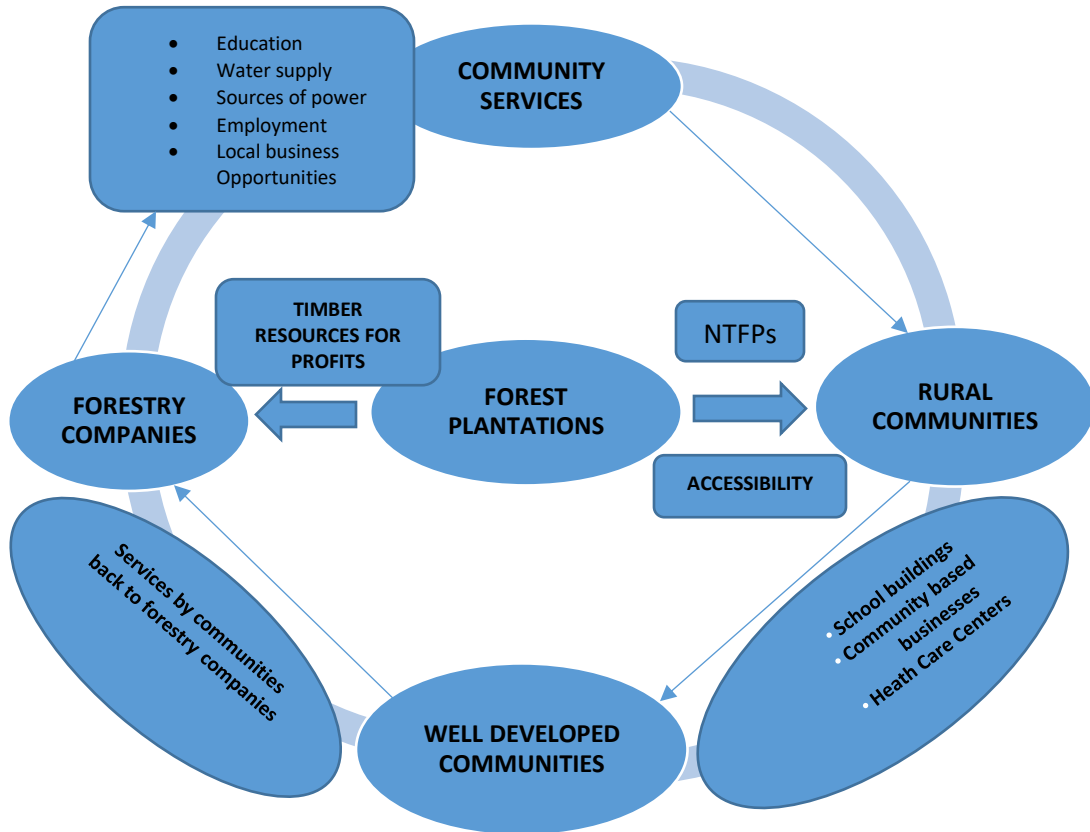 • Education
• Water supply
• Sources of power
• Employment
• Local business
Opportunities
COMMUNITY
SERVICES
TIMBER
RESOURCES FOR
PROFITS
NTFPs
FORESTRY
COMPANIES
FOREST
PLANTATIONS
RURAL
COMMUNITIES
ACCESSIBILITY
Services by communities
back to forestry companies
• School buildings
• Community based
businesses
• Heath Care Centers
WELL DEVELOPED
COMMUNITIES